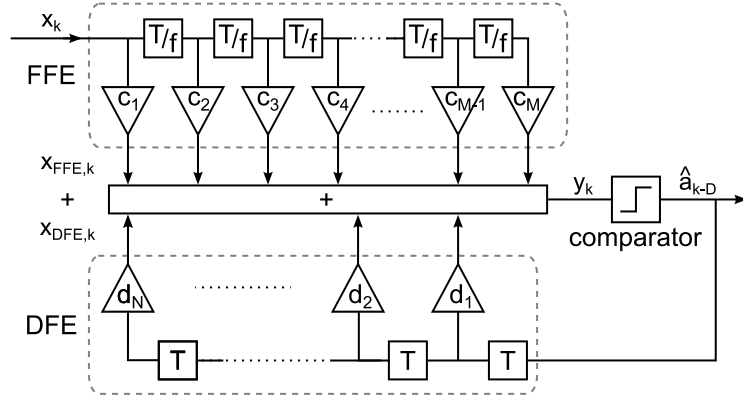 x_k
T/f T/f T/f T/f T/f
FFE
c_1 c_2 c_3 c_4 c_M-1 c_M
x_FFE,k
+ +
y_k â_k-D
x_DFE,k
comparator
d_N d_2 d_1
DFE
T T T